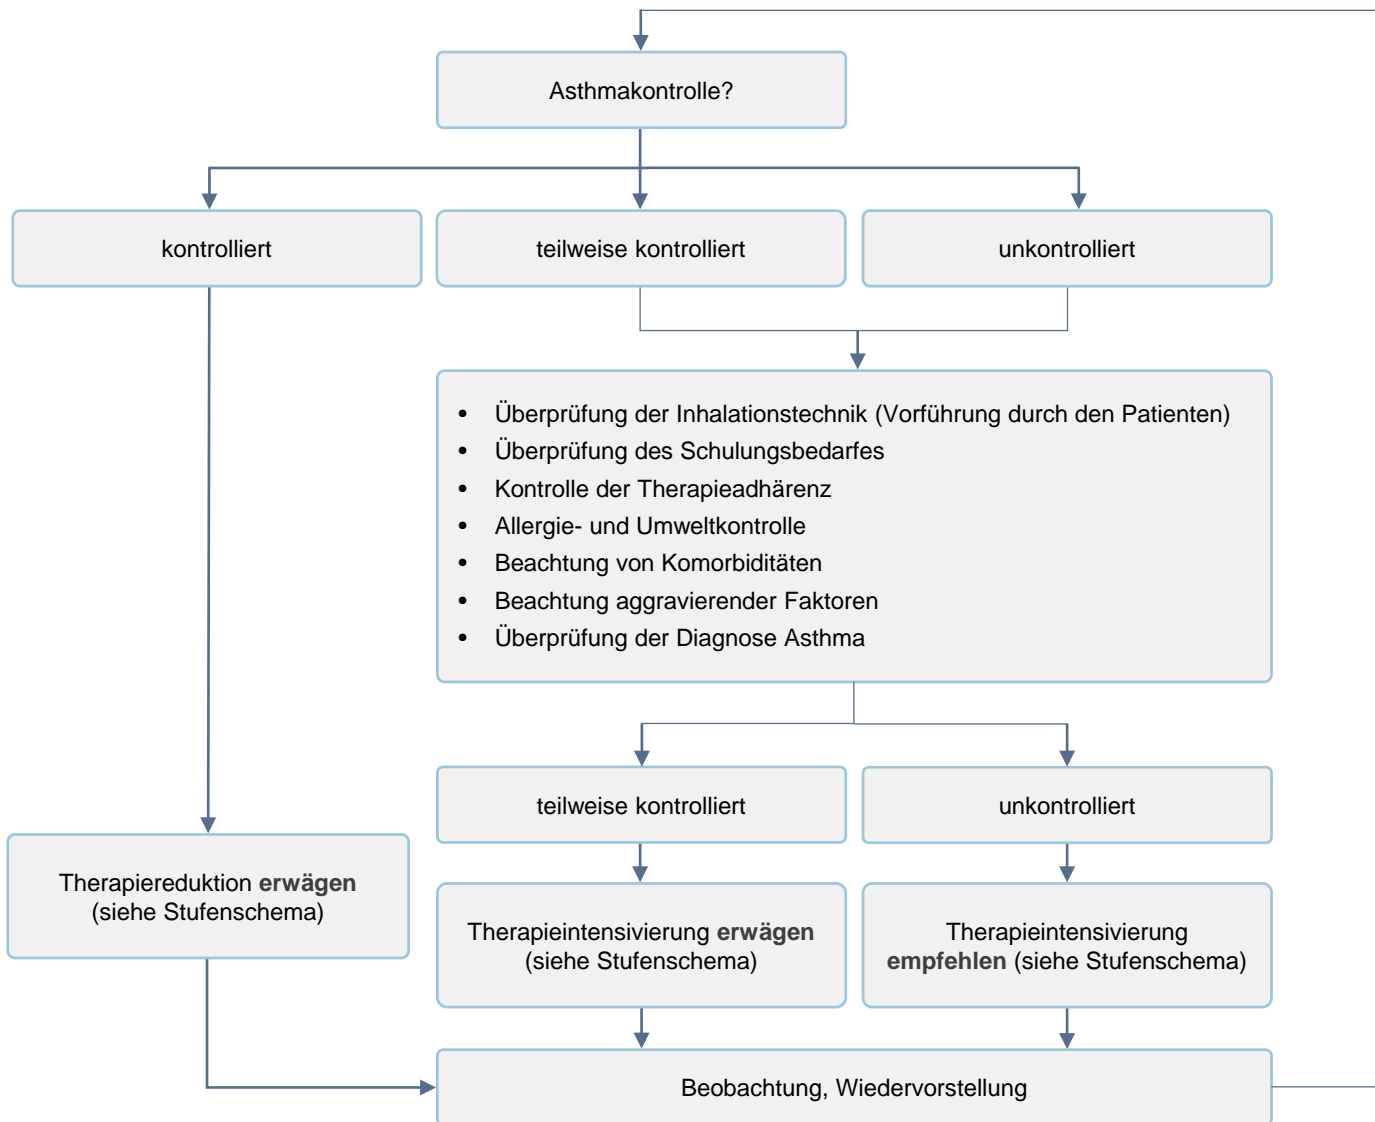 Asthmakontrolle?
kontrolliert
teilweise kontrolliert
unkontrolliert
• Überprüfung der Inhalationstechnik (Vorführung durch den Patienten)
• Überprüfung des Schulungsbedarfes
• Kontrolle der Therapieadhärenz
• Allergie- und Umweltkontrolle
• Beachtung von Komorbiditäten
• Beachtung aggravierender Faktoren
• Überprüfung der Diagnose Asthma
teilweise kontrolliert
unkontrolliert
Therapiereduktion erwägen
(siehe Stufenschema)
Therapieintensivierung erwägen
(siehe Stufenschema)
Therapieintensivierung
empfehlen (siehe Stufenschema)
Beobachtung, Wiedervorstellung